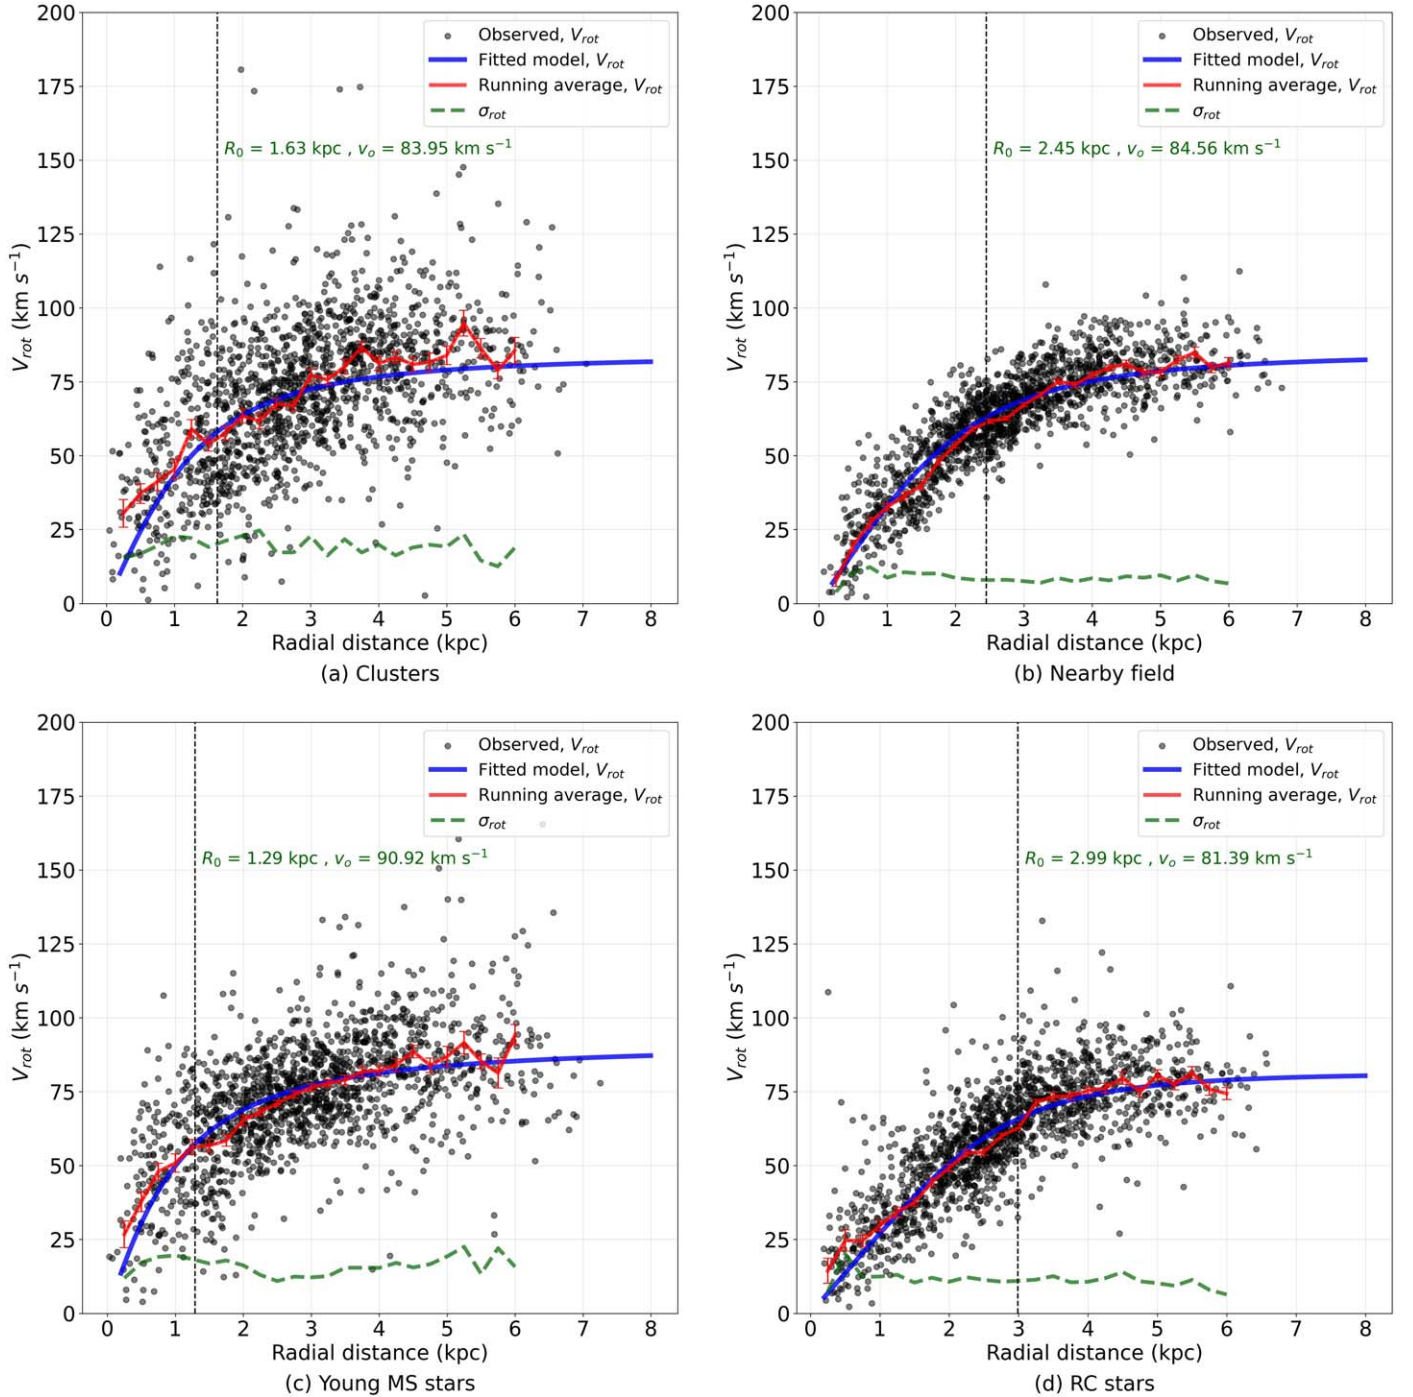 200
175
150
125
100
75
50
25
0
V_rot (km s⁻¹)
Observed, V_rot
Fitted model, V_rot
Running average, V_rot
σ_rot
R₀ = 1.63 kpc , v_o = 83.95 km s⁻¹
0 1 2 3 4 5 6 7 8
Radial distance (kpc)
(a) Clusters
200
175
150
125
100
75
50
25
0
V_rot (km s⁻¹)
Observed, V_rot
Fitted model, V_rot
Running average, V_rot
σ_rot
R₀ = 2.45 kpc , v_o = 84.56 km s⁻¹
0 1 2 3 4 5 6 7 8
Radial distance (kpc)
(b) Nearby field
200
175
150
125
100
75
50
25
0
V_rot (km s⁻¹)
Observed, V_rot
Fitted model, V_rot
Running average, V_rot
σ_rot
R₀ = 1.29 kpc , v_o = 90.92 km s⁻¹
0 1 2 3 4 5 6 7 8
Radial distance (kpc)
(c) Young MS stars
200
175
150
125
100
75
50
25
0
V_rot (km s⁻¹)
Observed, V_rot
Fitted model, V_rot
Running average, V_rot
σ_rot
R₀ = 2.99 kpc , v_o = 81.39 km s⁻¹
0 1 2 3 4 5 6 7 8
Radial distance (kpc)
(d) RC stars